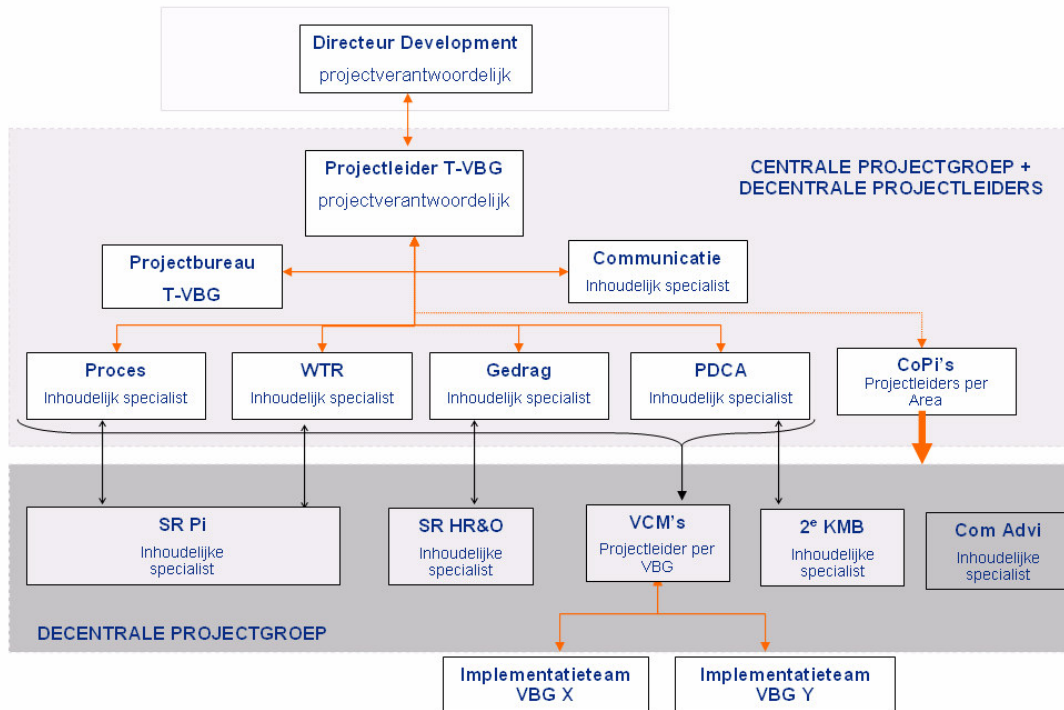 Directeur Development
projectverantwoordelijk
Projectleider T-VBG
projectverantwoordelijk
CENTRALE PROJECTGROEP +
DECENTRALE PROJECTLEIDERS
Projectbureau
T-VBG
Communicatie
Inhoudelijk specialist
Proces
Inhoudelijk specialist
WTR
Inhoudelijk specialist
Gedrag
Inhoudelijk specialist
PDCA
Inhoudelijk specialist
CoPi's
Projectleiders per
Area
SR Pi
Inhoudelijke
specialist
SR HR&O
Inhoudelijke
specialist
VCM's
Projectleider per
VBG
2e KMB
Inhoudelijke
specialist
Com Advi
Inhoudelijke
specialist
DECENTRALE PROJECTGROEP
Implementatieteam
VBG X
Implementatieteam
VBG Y